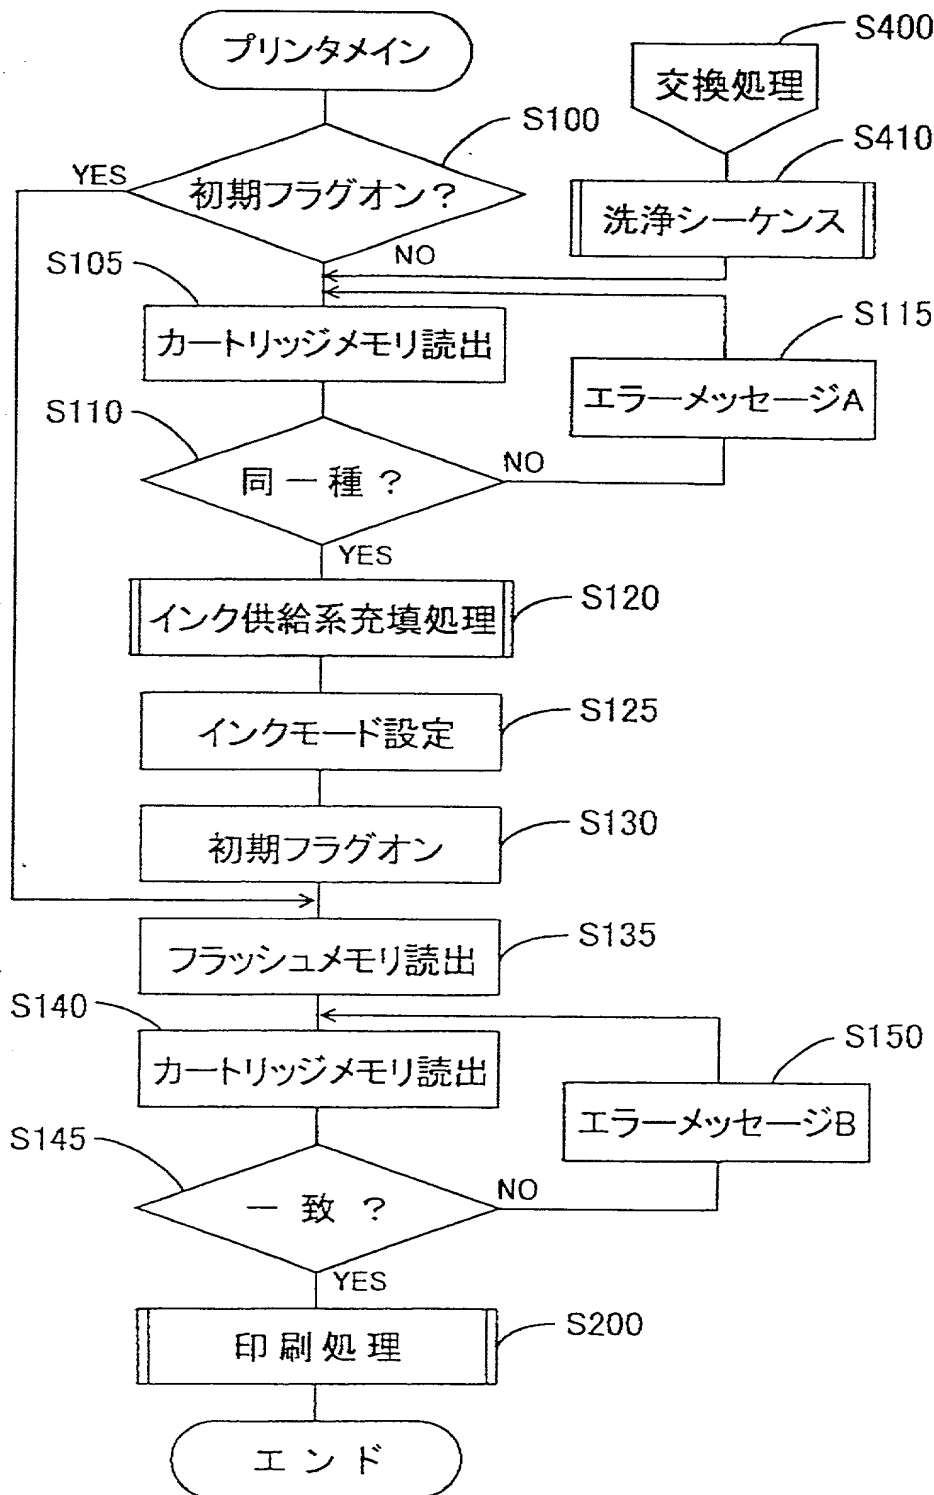 プリンタメイン
S400
交換処理
S100
初期フラグオン?
YES
NO
S410
洗浄シーケンス
S105
カートリッジメモリ読出
S115
エラーメッセージA
S110
同一種?
NO
YES
インク供給系充填処理
S120
インクモード設定
S125
初期フラグオン
S130
フラッシュメモリ読出
S135
S140
カートリッジメモリ読出
S150
エラーメッセージB
S145
一致?
NO
YES
印刷処理
S200
エンド